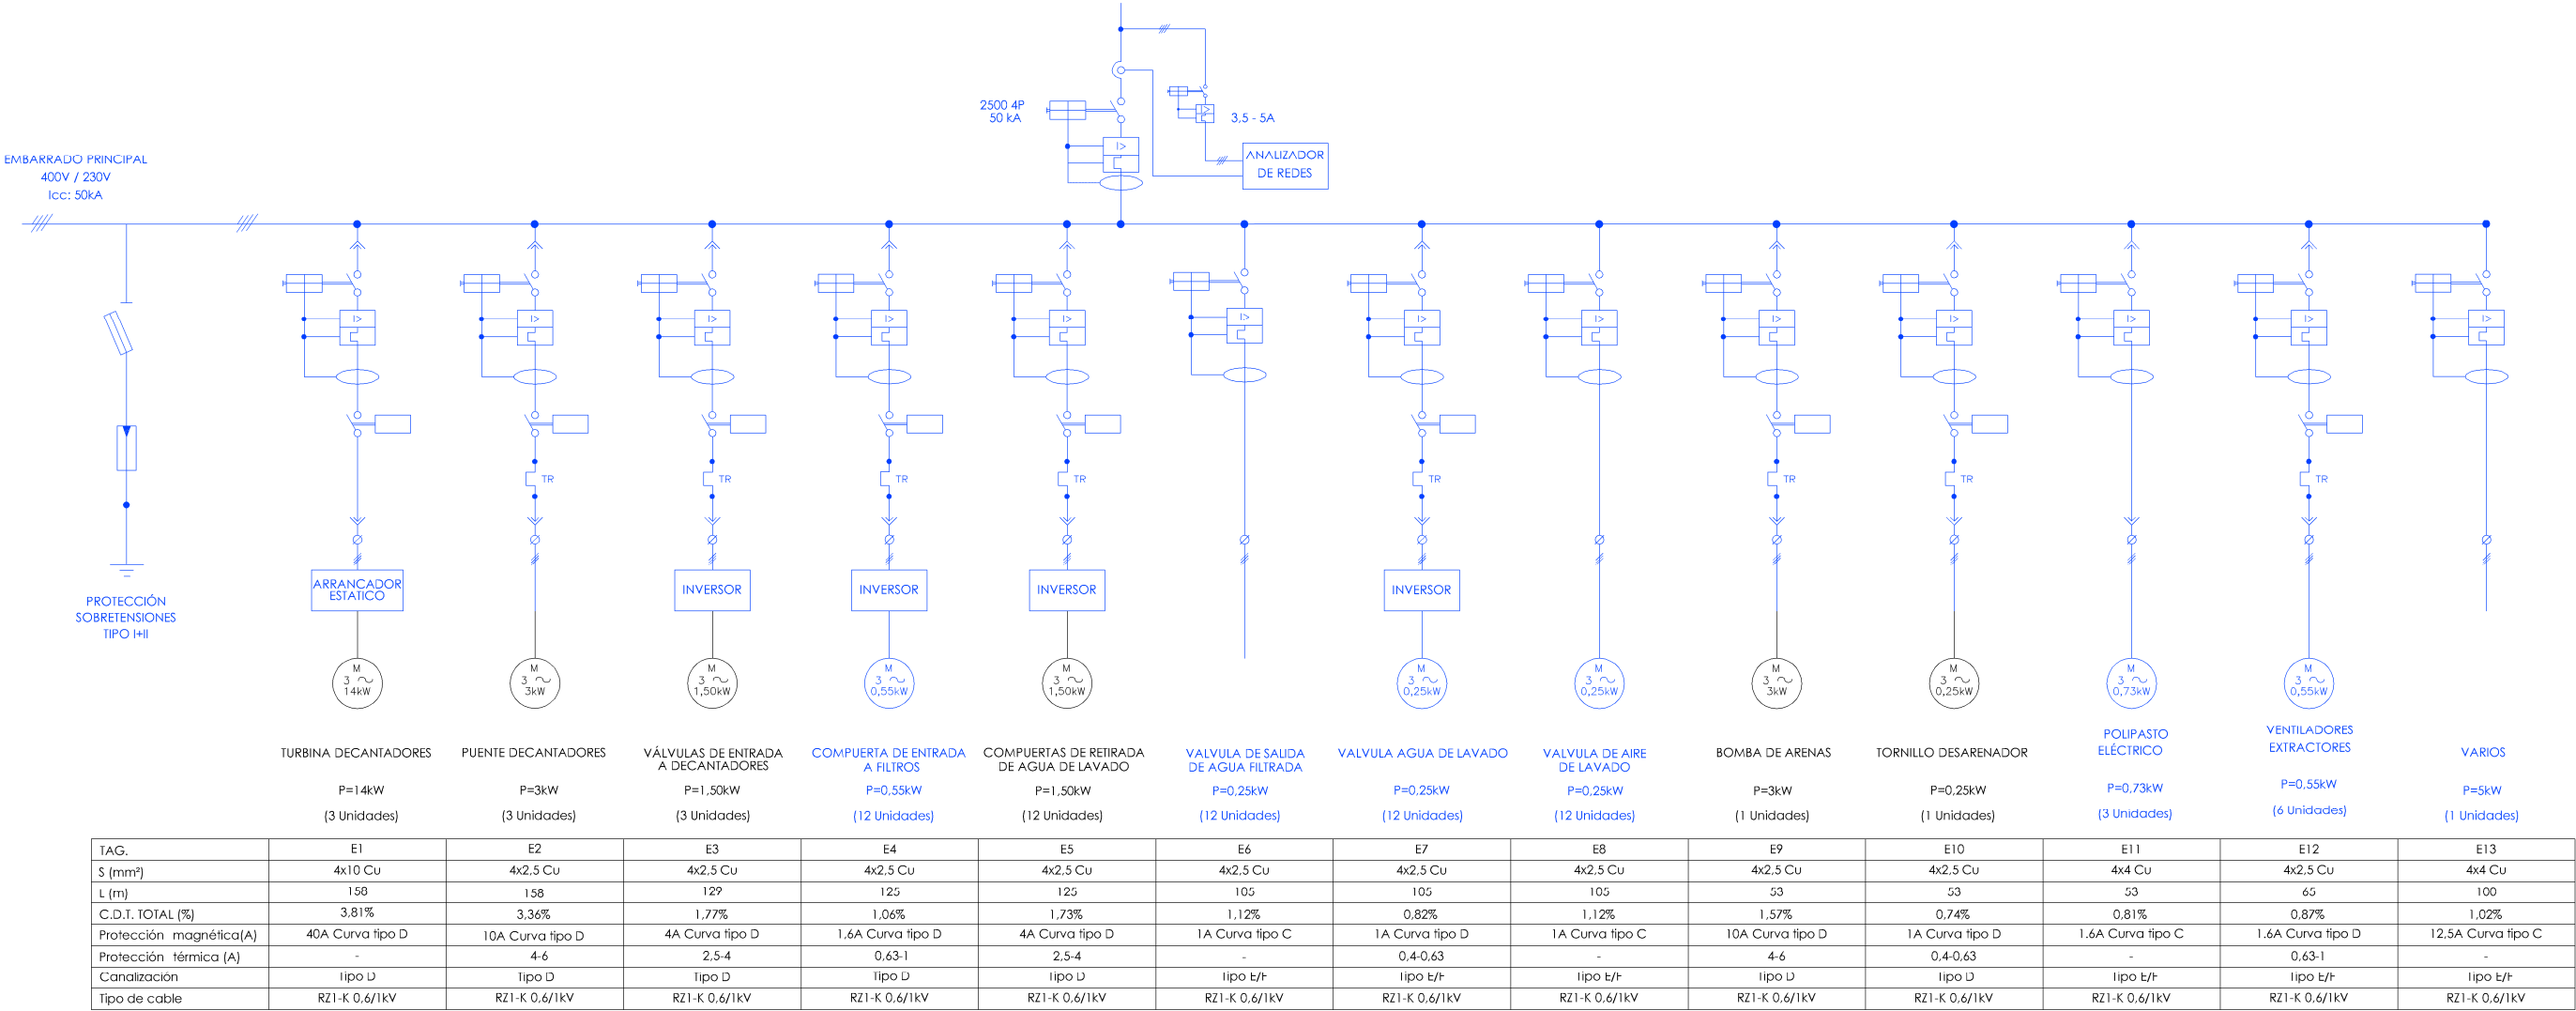 2500 4P
50 kA
3,5 - 5A
ANALIZADOR
DE REDES
EMBARRADO PRINCIPAL
400V / 230V
Icc: 50kA
I>
I>
I> I> I> I> I> I> I> I> I> I> I> I> I>
TR TR TR TR TR TR TR TR
PROTECCIÓN
SOBRETENSIONES
TIPO I+II
ARRANCADOR
ESTATICO
INVERSOR
INVERSOR
INVERSOR
INVERSOR
M
3
14kW
M
3
3kW
M
3
1,50kW
M
3
0,55kW
M
3
1,50kW
M
3
0,25kW
M
3
0,25kW
M
3
3kW
M
3
0,25kW
M
3
0,73kW
M
3
0,55kW
TURBINA DECANTADORES
P=14kW
(3 Unidades)
PUENTE DECANTADORES
P=3kW
(3 Unidades)
VÁLVULAS DE ENTRADA
A DECANTADORES
P=1,50kW
(3 Unidades)
COMPUERTA DE ENTRADA
A FILTROS
P=0,55kW
(12 Unidades)
COMPUERTAS DE RETIRADA
DE AGUA DE LAVADO
P=1,50kW
(12 Unidades)
VALVULA DE SALIDA
DE AGUA FILTRADA
P=0,25kW
(12 Unidades)
VALVULA AGUA DE LAVADO
P=0,25kW
(12 Unidades)
VALVULA DE AIRE
DE LAVADO
P=0,25kW
(12 Unidades)
BOMBA DE ARENAS
P=3kW
(1 Unidades)
TORNILLO DESARENADOR
P=0,25kW
(1 Unidades)
POLIPASTO
ELÉCTRICO
P=0,73kW
(3 Unidades)
VENTILADORES
EXTRACTORES
P=0,55kW
(6 Unidades)
VARIOS
P=5kW
(1 Unidades)
TAG. E1 E2 E3 E4 E5 E6 E7 E8 E9 E10 E11 E12 E13
S (mm²) 4x10 Cu 4x2,5 Cu 4x2,5 Cu 4x2,5 Cu 4x2,5 Cu 4x2,5 Cu 4x2,5 Cu 4x2,5 Cu 4x2,5 Cu 4x2,5 Cu 4x4 Cu 4x2,5 Cu 4x4 Cu
L (m) 158 158 129 125 125 105 105 105 53 53 53 65 100
C.D.T. TOTAL (%) 3,81% 3,36% 1,77% 1,06% 1,73% 1,12% 0,82% 1,12% 1,57% 0,74% 0,81% 0,87% 1,02%
Protección magnética(A) 40A Curva tipo D 10A Curva tipo D 4A Curva tipo D 1,6A Curva tipo D 4A Curva tipo D 1A Curva tipo C 1A Curva tipo D 1A Curva tipo C 10A Curva tipo D 1A Curva tipo D 1.6A Curva tipo C 1.6A Curva tipo D 12,5A Curva tipo C
Protección térmica (A) - 4-6 2,5-4 0,63-1 2,5-4 - 0,4-0,63 - 4-6 0,4-0,63 - 0,63-1 -
Canalización Tipo D Tipo D Tipo D Tipo D Tipo D Tipo E/F Tipo E/F Tipo E/F Tipo D Tipo D Tipo E/F Tipo E/F Tipo E/F
Tipo de cable RZ1-K 0,6/1kV RZ1-K 0,6/1kV RZ1-K 0,6/1kV RZ1-K 0,6/1kV RZ1-K 0,6/1kV RZ1-K 0,6/1kV RZ1-K 0,6/1kV RZ1-K 0,6/1kV RZ1-K 0,6/1kV RZ1-K 0,6/1kV RZ1-K 0,6/1kV RZ1-K 0,6/1kV RZ1-K 0,6/1kV